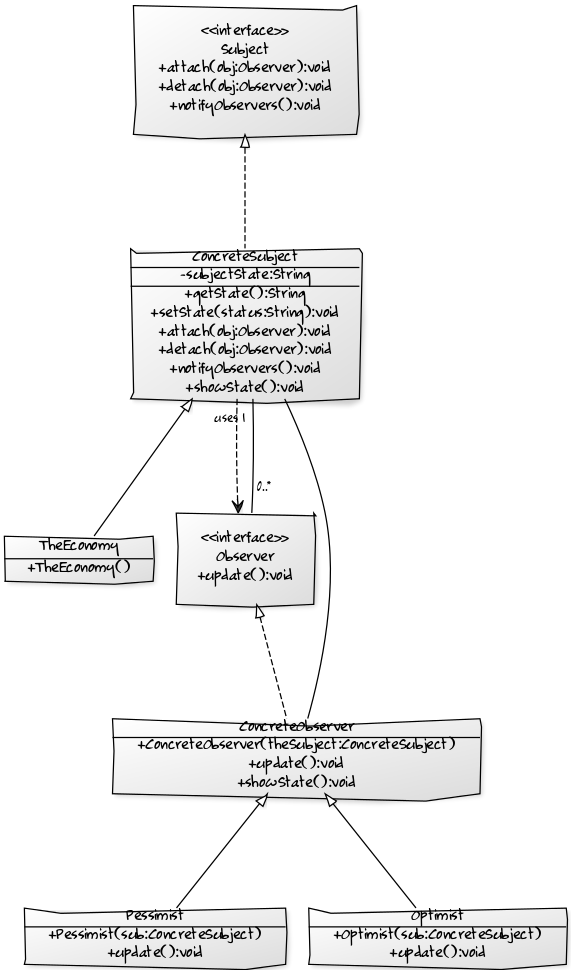 <<interface>>
Subject
+attach(obj:Observer):void
+detach(obj:Observer):void
+notifyObservers():void
ConcreteSubject
-subjectState:String
+getState():String
+setState(status:String):void
+attach(obj:Observer):void
+detach(obj:Observer):void
+notifyObservers():void
+showState():void
uses 1
0..*
TheEconomy
+TheEconomy()
<<interface>>
Observer
+update():void
ConcreteObserver
+ConcreteObserver(theSubject:ConcreteSubject)
+update():void
+showState():void
Pessimist
+Pessimist(sub:ConcreteSubject)
+update():void
Optimist
+Optimist(sub:ConcreteSubject)
+update():void